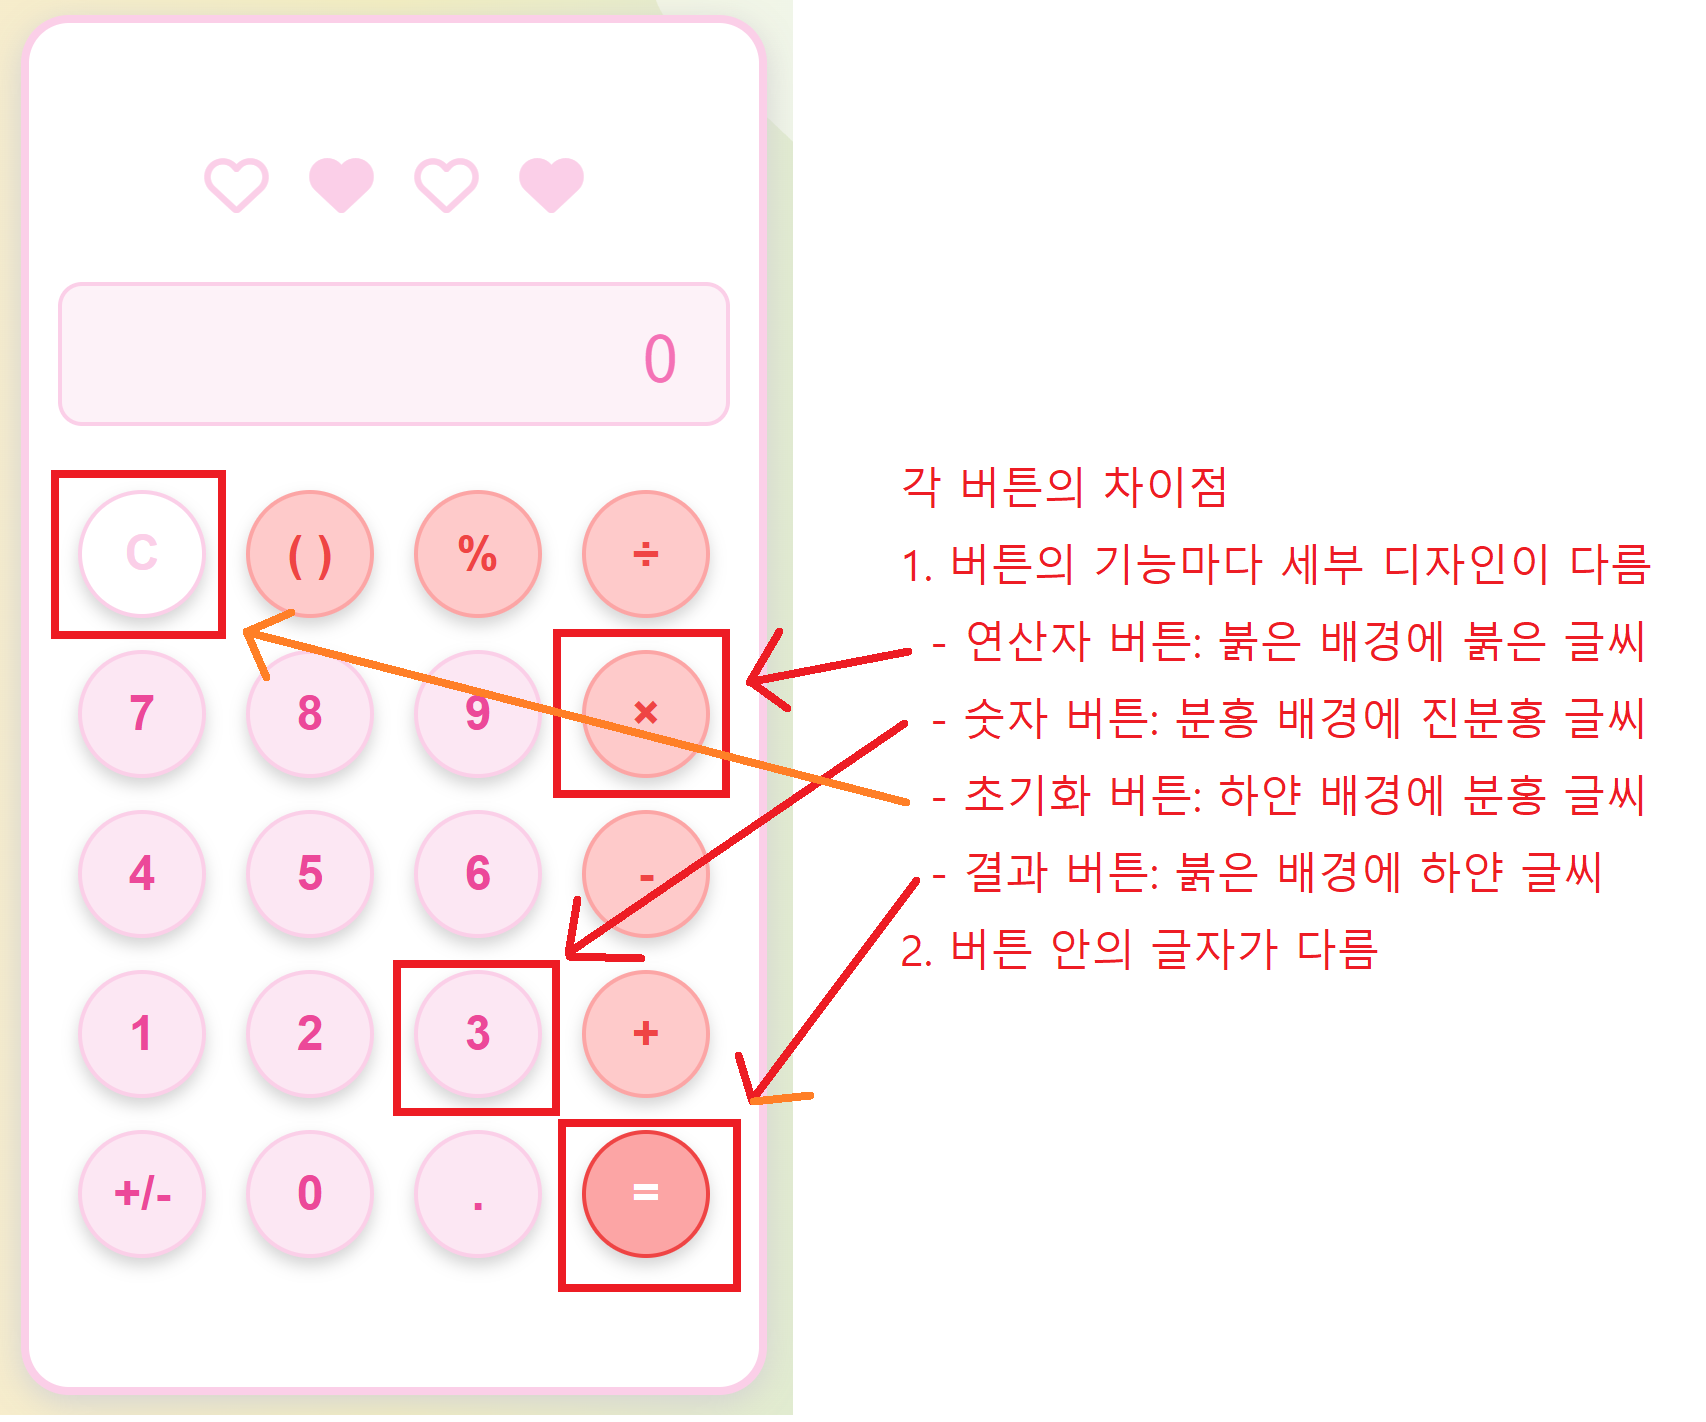 0
C ( ) % ÷
7 8 9 ×
4 5 6 -
1 2 3 +
+/- 0 . =
각 버튼의 차이점
1. 버튼의 기능마다 세부 디자인이 다름
- 연산자 버튼: 붉은 배경에 붉은 글씨
- 숫자 버튼: 분홍 배경에 진분홍 글씨
- 초기화 버튼: 하얀 배경에 분홍 글씨
- 결과 버튼: 붉은 배경에 하얀 글씨
2. 버튼 안의 글자가 다름